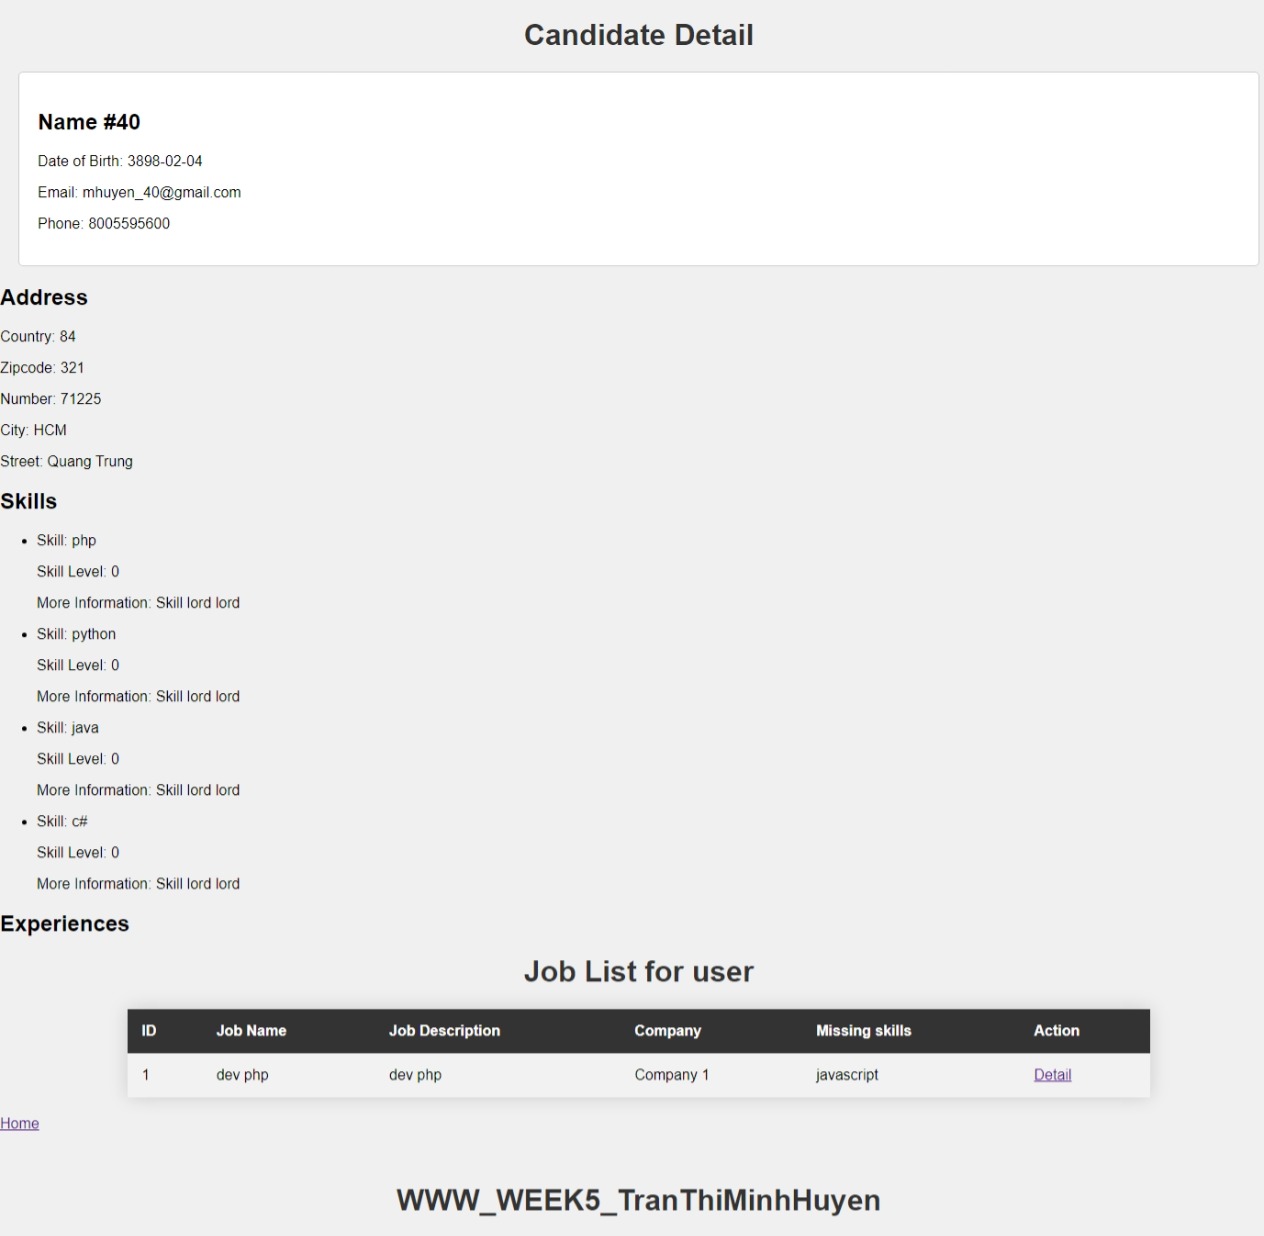 Candidate Detail
Name #40
Date of Birth: 3898-02-04
Email: mhuyen_40@gmail.com
Phone: 8005595600
Address
Country: 84
Zipcode: 321
Number: 71225
City: HCM
Street: Quang Trung
Skills
Skill: php
Skill Level: 0
More Information: Skill lord lord
Skill: python
Skill Level: 0
More Information: Skill lord lord
Skill: java
Skill Level: 0
More Information: Skill lord lord
Skill: c#
Skill Level: 0
More Information: Skill lord lord
Experiences
Job List for user
ID Job Name Job Description Company Missing skills Action
1 dev php dev php Company 1 javascript Detail
Home
WWW_WEEK5_TranThiMinhHuyen